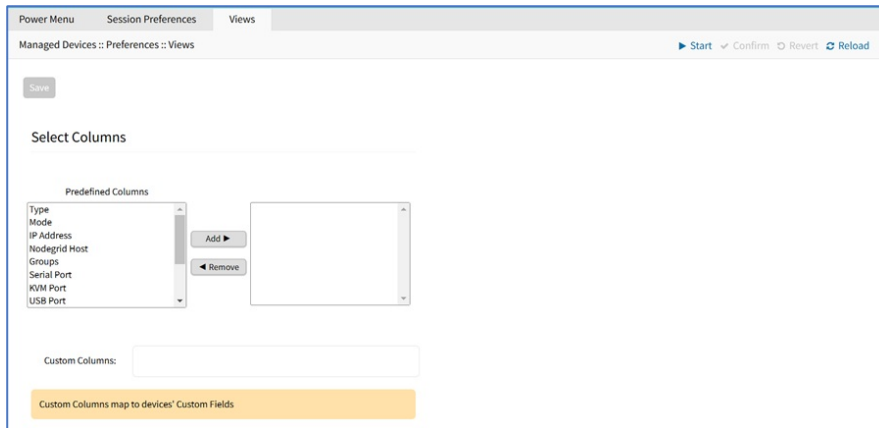 Power Menu Session Preferences Views
Managed Devices :: Preferences :: Views Start Confirm Revert Reload
Save
Select Columns
Predefined Columns
Type
Mode
IP Address
Nodegrid Host
Groups
Serial Port
KVM Port
USB Port
Add ►
◄ Remove
Custom Columns:
Custom Columns map to devices' Custom Fields